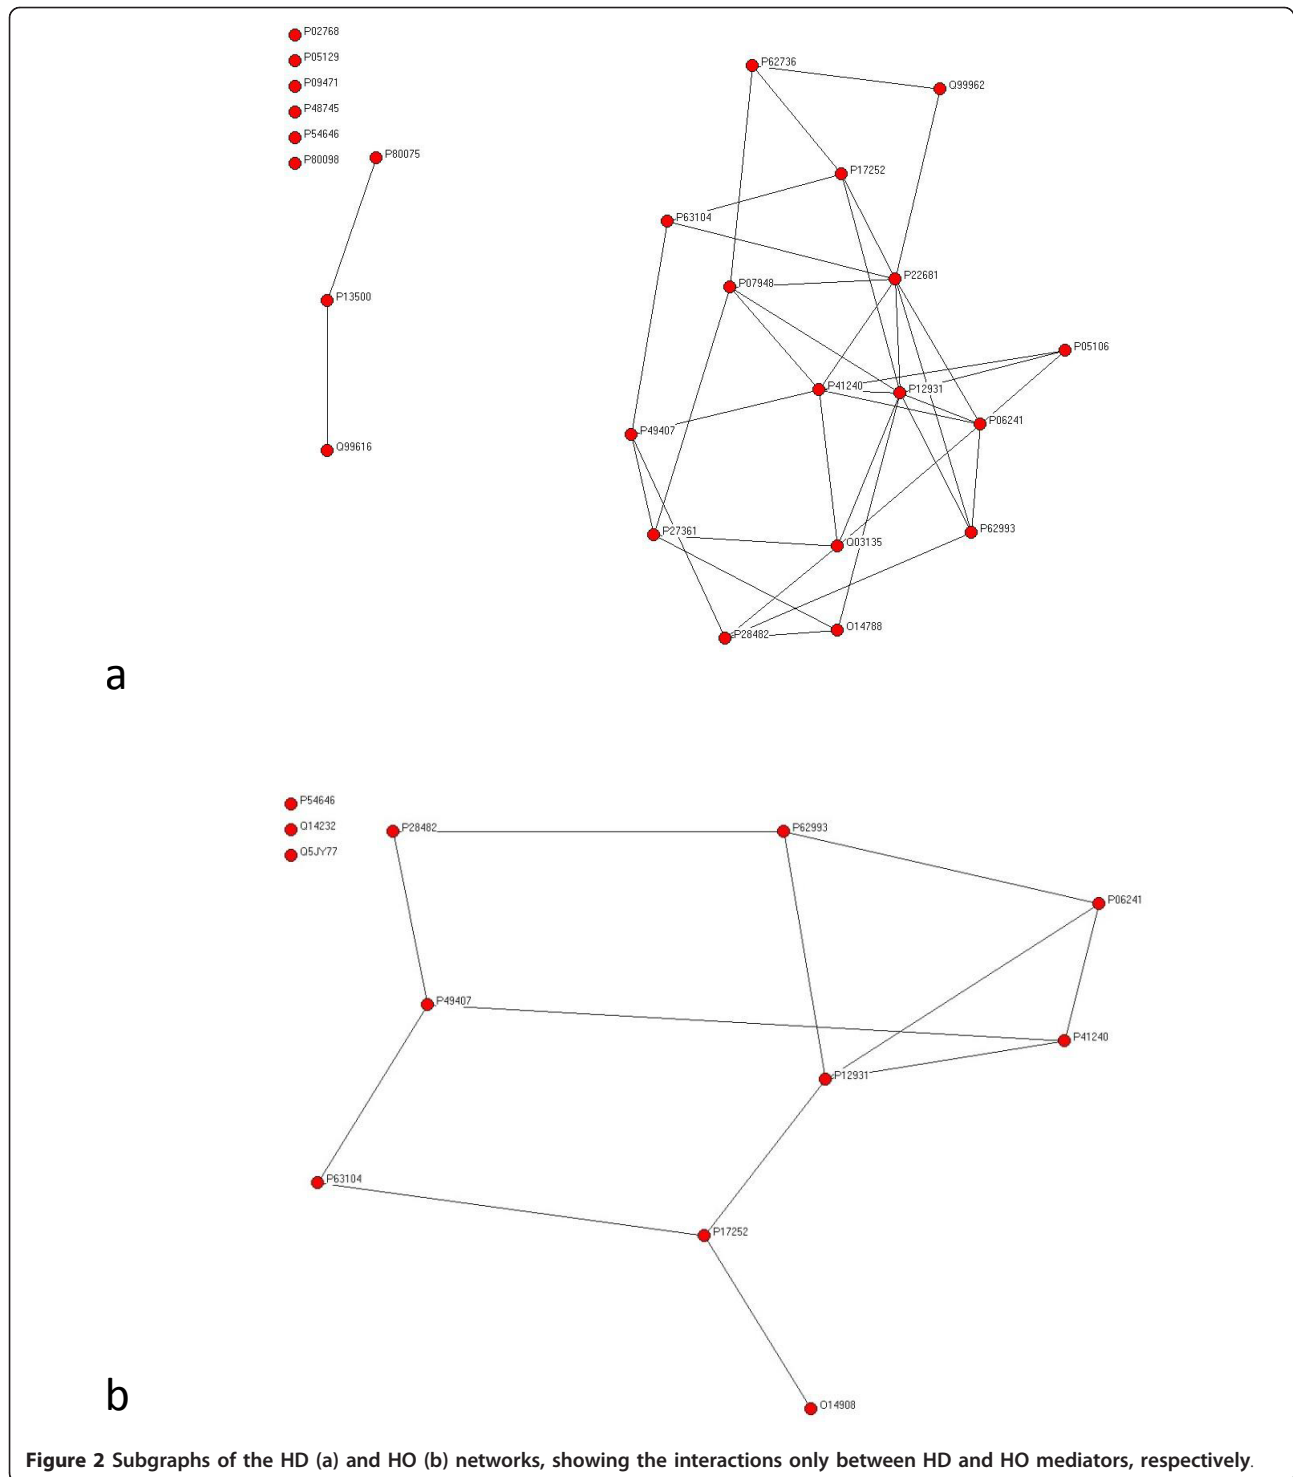 P02768
P05129
P09471
P48745
P54646
P80098
P80075
P13500
Q99616
P62736
Q99962
P17252
P63104
P22681
P07948
P05106
P41240
P12931
P06241
P49407
P27361
Q03135
P62993
P28482
O14788
a
P54646
Q14232
Q5JY77
P28482
P62993
P06241
P49407
P41240
P12931
P63104
P17252
O14908
b
Figure 2 Subgraphs of the HD (a) and HO (b) networks, showing the interactions only between HD and HO mediators, respectively.